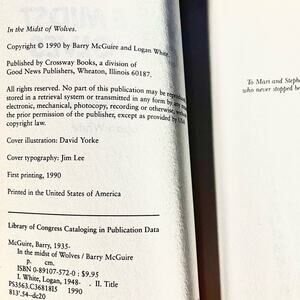 In the Midst of Wolves.
Copyright © 1990 by Barry McGuire and Logan White.
Published by Crossway Books, a division of
Good News Publishers, Wheaton, Illinois 60187.
All rights reserved. No part of this publication may be reproduced,
stored in a retrieval system or transmitted in any form by any means,
electronic, mechanical, photocopy, recording or otherwise, without
the prior permission of the publisher, except as provided by USA
copyright law.
Cover illustration: David Yorke
Cover typography: Jim Lee
First printing, 1990
Printed in the United States of America
Library of Congress Cataloging in Publication Data
McGuire, Barry, 1935-
In the midst of wolves / Barry McGuire
p. cm.
ISBN 0-89107-572-0 : $9.95
I. White, Logan, 1948- . II. Title
PS3563.C36818I5 1990
813'.54-dc20
To Mari and Steph
who never stopped be